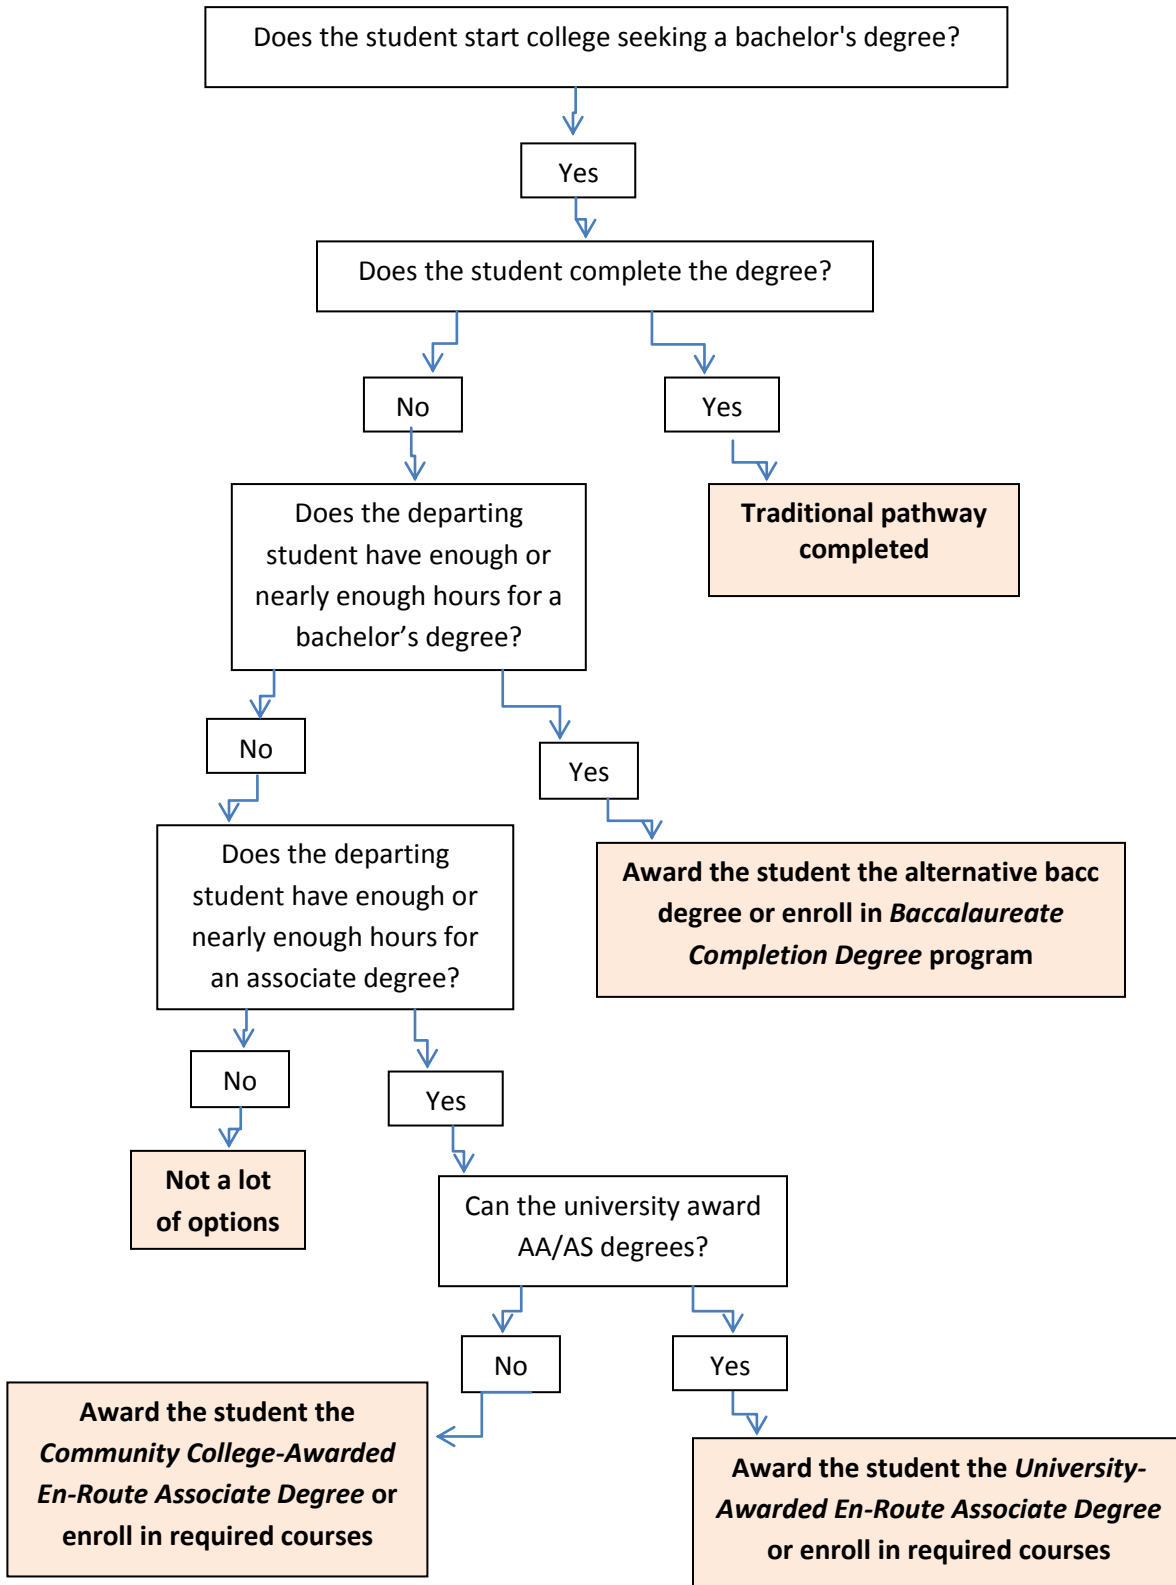 Does the student start college seeking a bachelor's degree?
Yes
Does the student complete the degree?
No
Yes
Does the departing
student have enough or
nearly enough hours for a
bachelor’s degree?
Traditional pathway
completed
No
Yes
Does the departing
student have enough or
nearly enough hours for
an associate degree?
Award the student the alternative bacc
degree or enroll in Baccalaureate
Completion Degree program
No
Yes
Not a lot
of options
Can the university award
AA/AS degrees?
No
Yes
Award the student the
Community College-Awarded
En-Route Associate Degree or
enroll in required courses
Award the student the University-
Awarded En-Route Associate Degree
or enroll in required courses